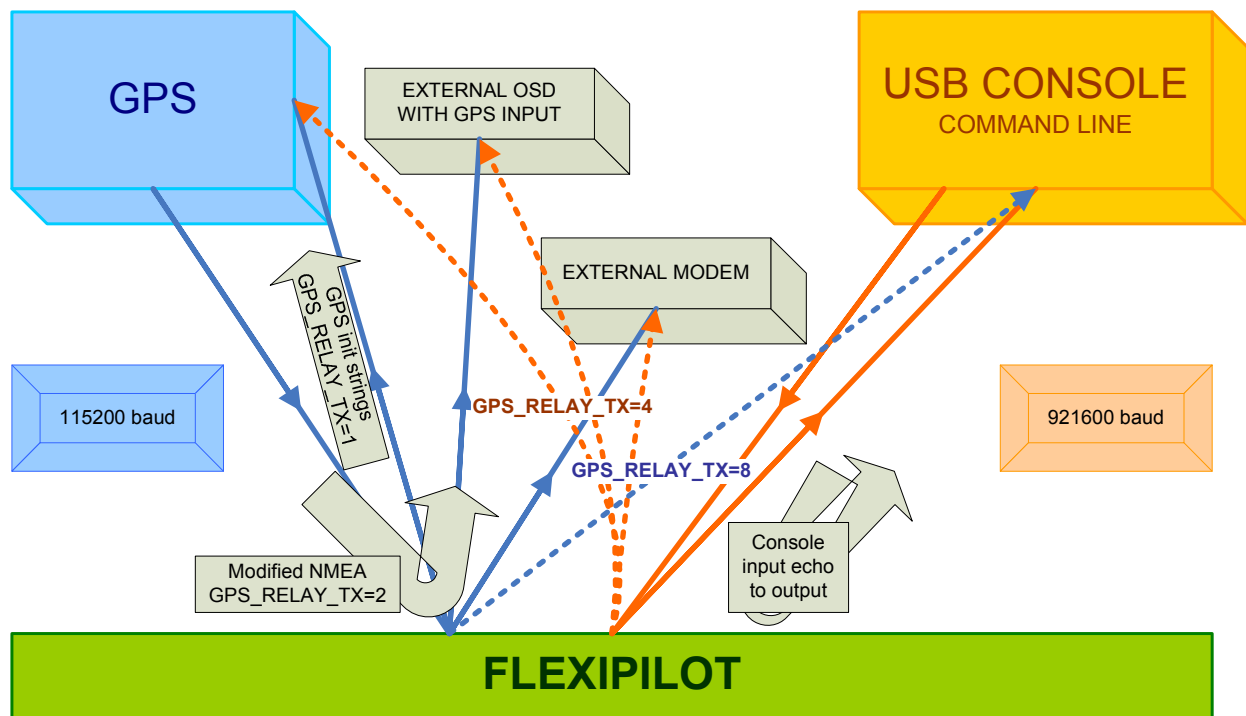 GPS
EXTERNAL OSD
WITH GPS INPUT
USB CONSOLE
COMMAND LINE
EXTERNAL MODEM
GPS init strings
GPS_RELAY_TX=1
115200 baud
GPS_RELAY_TX=4
921600 baud
GPS_RELAY_TX=8
Modified NMEA
GPS_RELAY_TX=2
Console
input echo
to output
FLEXIPILOT